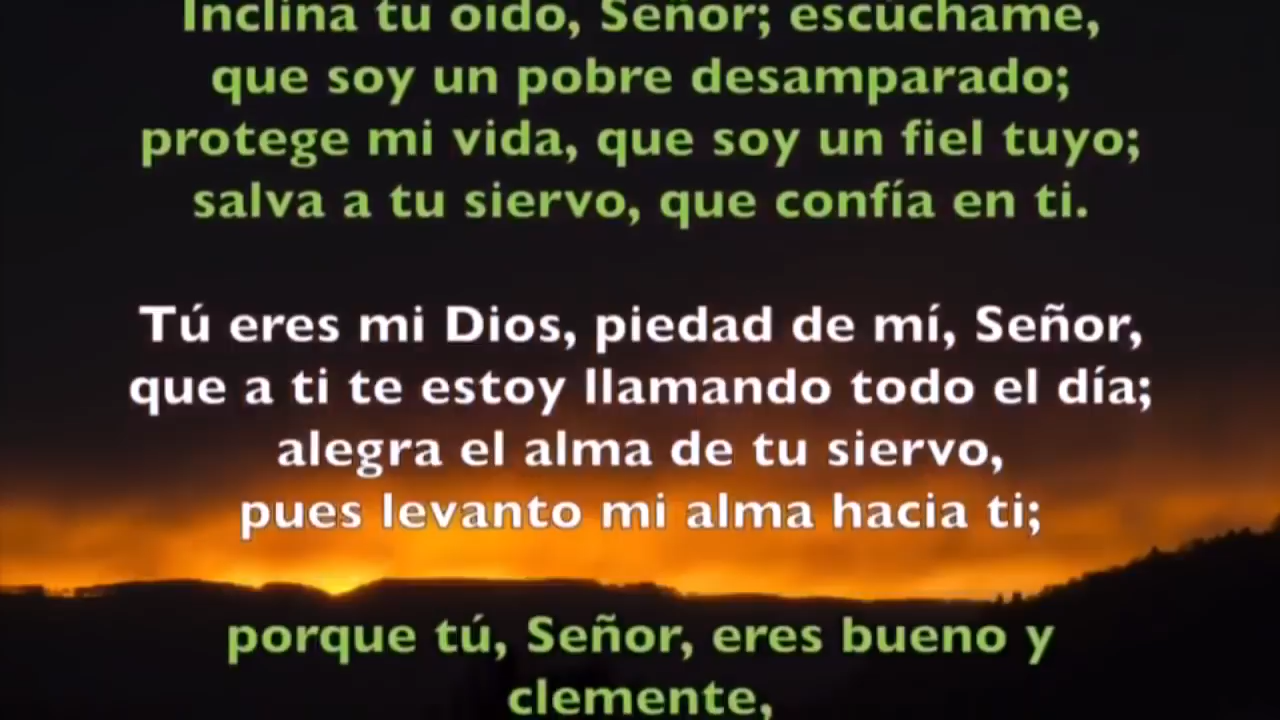 Inclina tu oído, Señor; escúchame,
que soy un pobre desamparado;
protege mi vida, que soy un fiel tuyo;
salva a tu siervo, que confía en ti.
Tú eres mi Dios, piedad de mí, Señor,
que a ti te estoy llamando todo el día;
alegra el alma de tu siervo,
pues levanto mi alma hacia ti;
porque tú, Señor, eres bueno y
clemente,